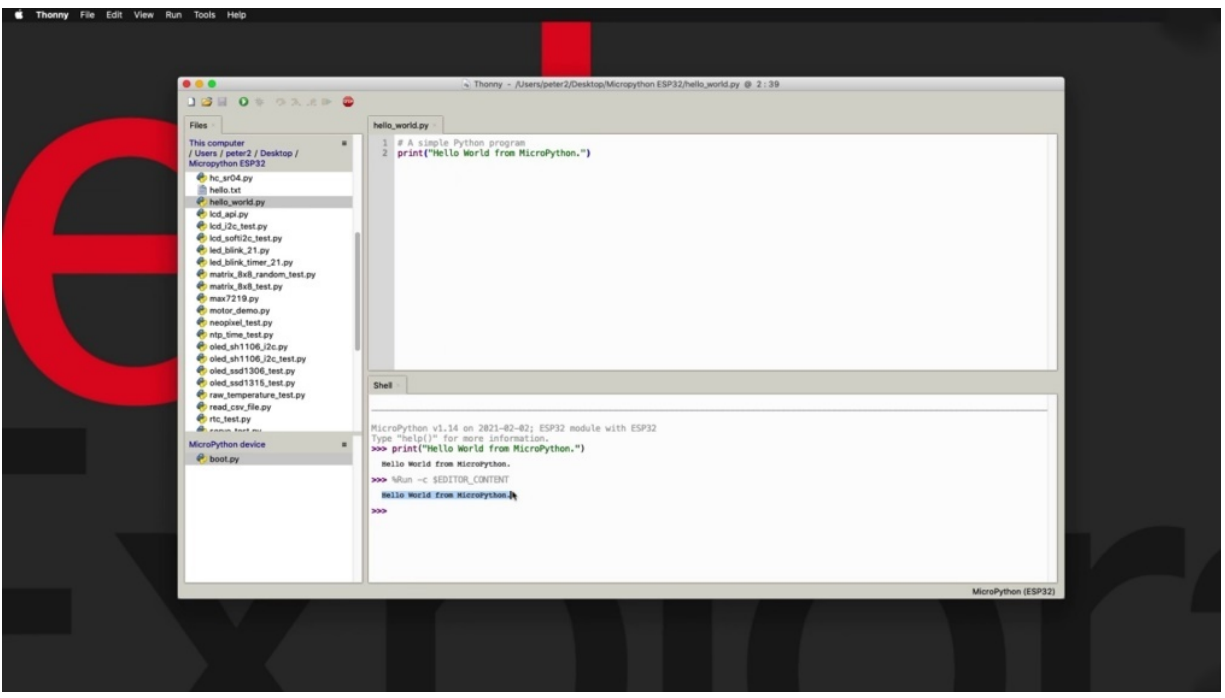 Thonny File Edit View Run Tools Help
Thonny - /Users/peter2/Desktop/Micropython ESP32/hello_world.py @ 2 : 39
Files
This computer
/ Users / peter2 / Desktop /
Micropython ESP32
hc_sr04.py
hello.txt
hello_world.py
lcd_api.py
lcd_i2c_test.py
lcd_softi2c_test.py
led_blink_21.py
led_blink_timer_21.py
matrix_8x8_random_test.py
matrix_8x8_test.py
max7219.py
motor_demo.py
neopixel_test.py
ntp_time_test.py
oled_sh1106_i2c.py
oled_sh1106_i2c_test.py
oled_ssd1306_test.py
oled_ssd1315_test.py
raw_temperature_test.py
read_csv_file.py
rtc_test.py
MicroPython device
boot.py
hello_world.py
1 # A simple Python program
2 print("Hello World from MicroPython.")
Shell
MicroPython v1.14 on 2021-02-02; ESP32 module with ESP32
Type "help()" for more information.
>>> print("Hello World from MicroPython.")
Hello World from MicroPython.
>>> %Run -c $EDITOR_CONTENT
Hello World from MicroPython.
>>>
MicroPython (ESP32)